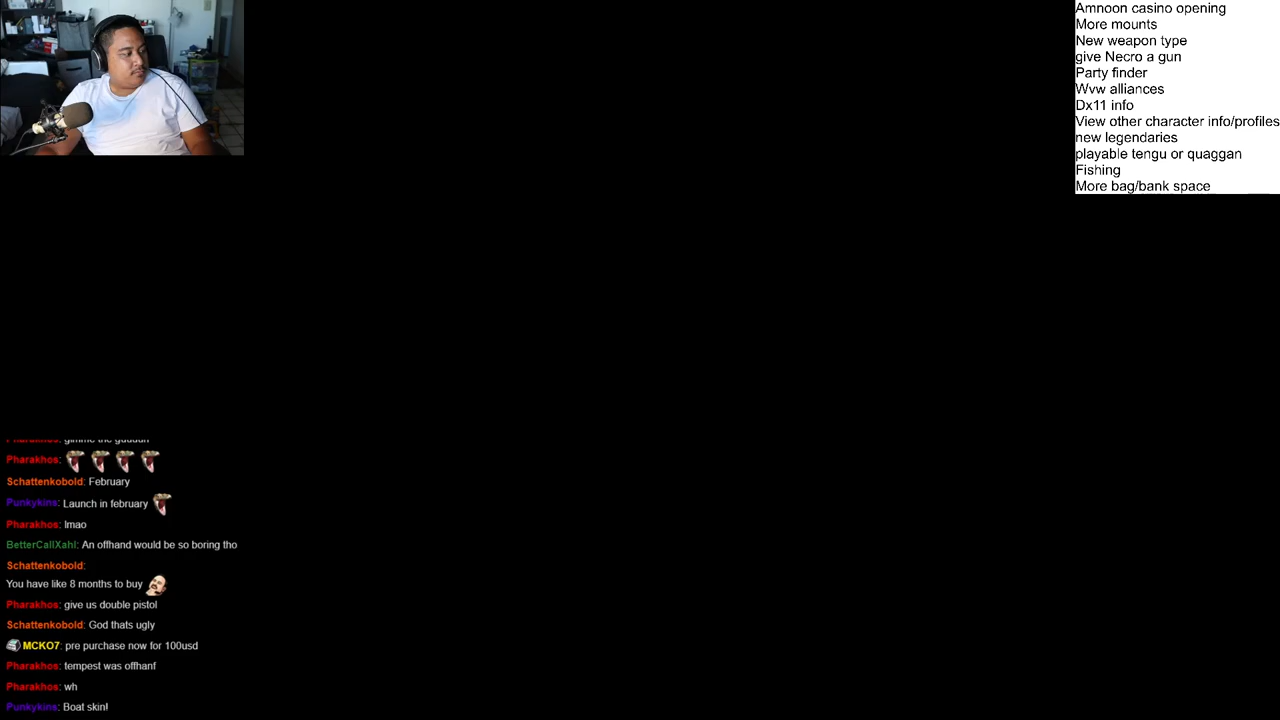 Amnoon casino opening
More mounts
New weapon type
give Necro a gun
Party finder
Wvw alliances
Dx11 info
View other character info/profiles
new legendaries
playable tengu or quaggan
Fishing
More bag/bank space
Pharakhos: gimme the
Pharakhos:
Schattenkobold: February
Punkykins: Launch in february
Pharakhos: lmao
BetterCallXahl: An offhand would be so boring tho
Schattenkobold:
You have like 8 months to buy
Pharakhos: give us double pistol
Schattenkobold: God thats ugly
MCKO7: pre purchase now for 100usd
Pharakhos: tempest was offhanf
Pharakhos: wh
Punkykins: Boat skin!